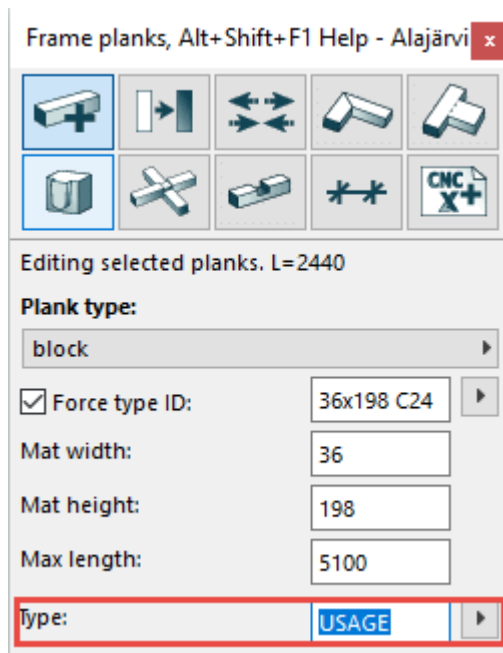 Frame planks, Alt+Shift+F1 Help - Alajärvi x
CNC
X+
Editing selected planks. L=2440
Plank type:
block
Force type ID: 36x198 C24
Mat width: 36
Mat height: 198
Max length: 5100
Type: USAGE